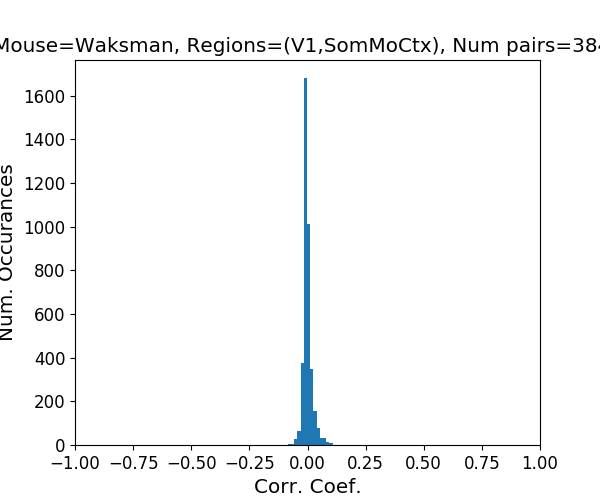 Mouse=Waksman, Regions=(V1,SomMoCtx), Num pairs=384
Num. Occurances
1600
1400
1200
1000
800
600
400
200
0
−1.00 −0.75 −0.50 −0.25 0.00 0.25 0.50 0.75 1.00
Corr. Coef.